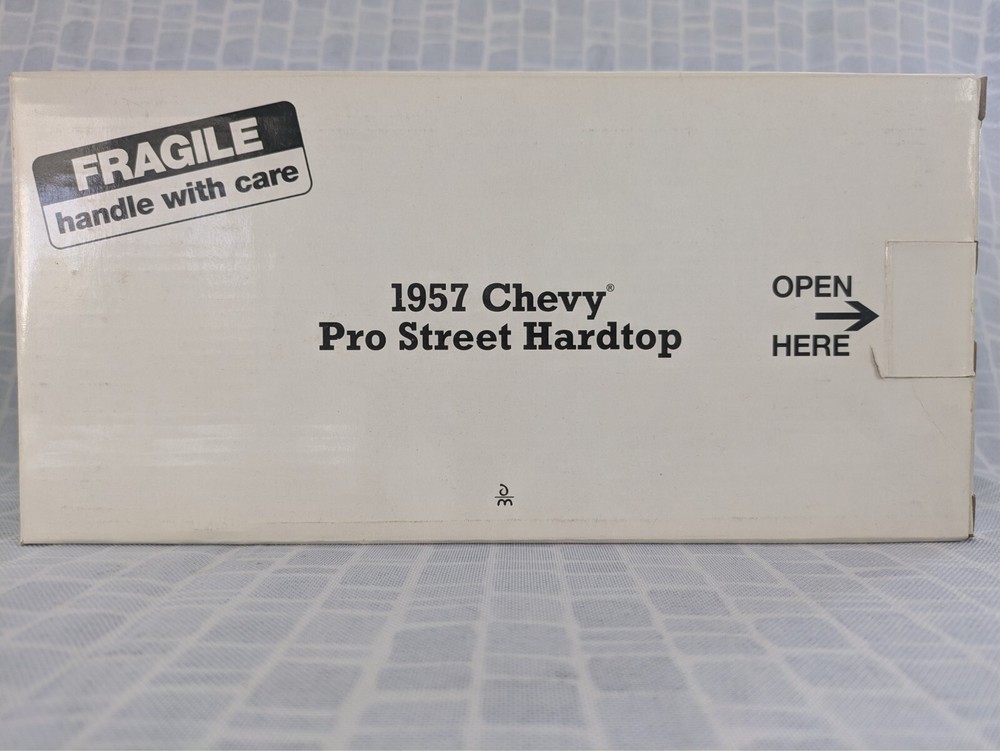 FRAGILE
handle with care
1957 Chevy®
Pro Street Hardtop
OPEN
HERE